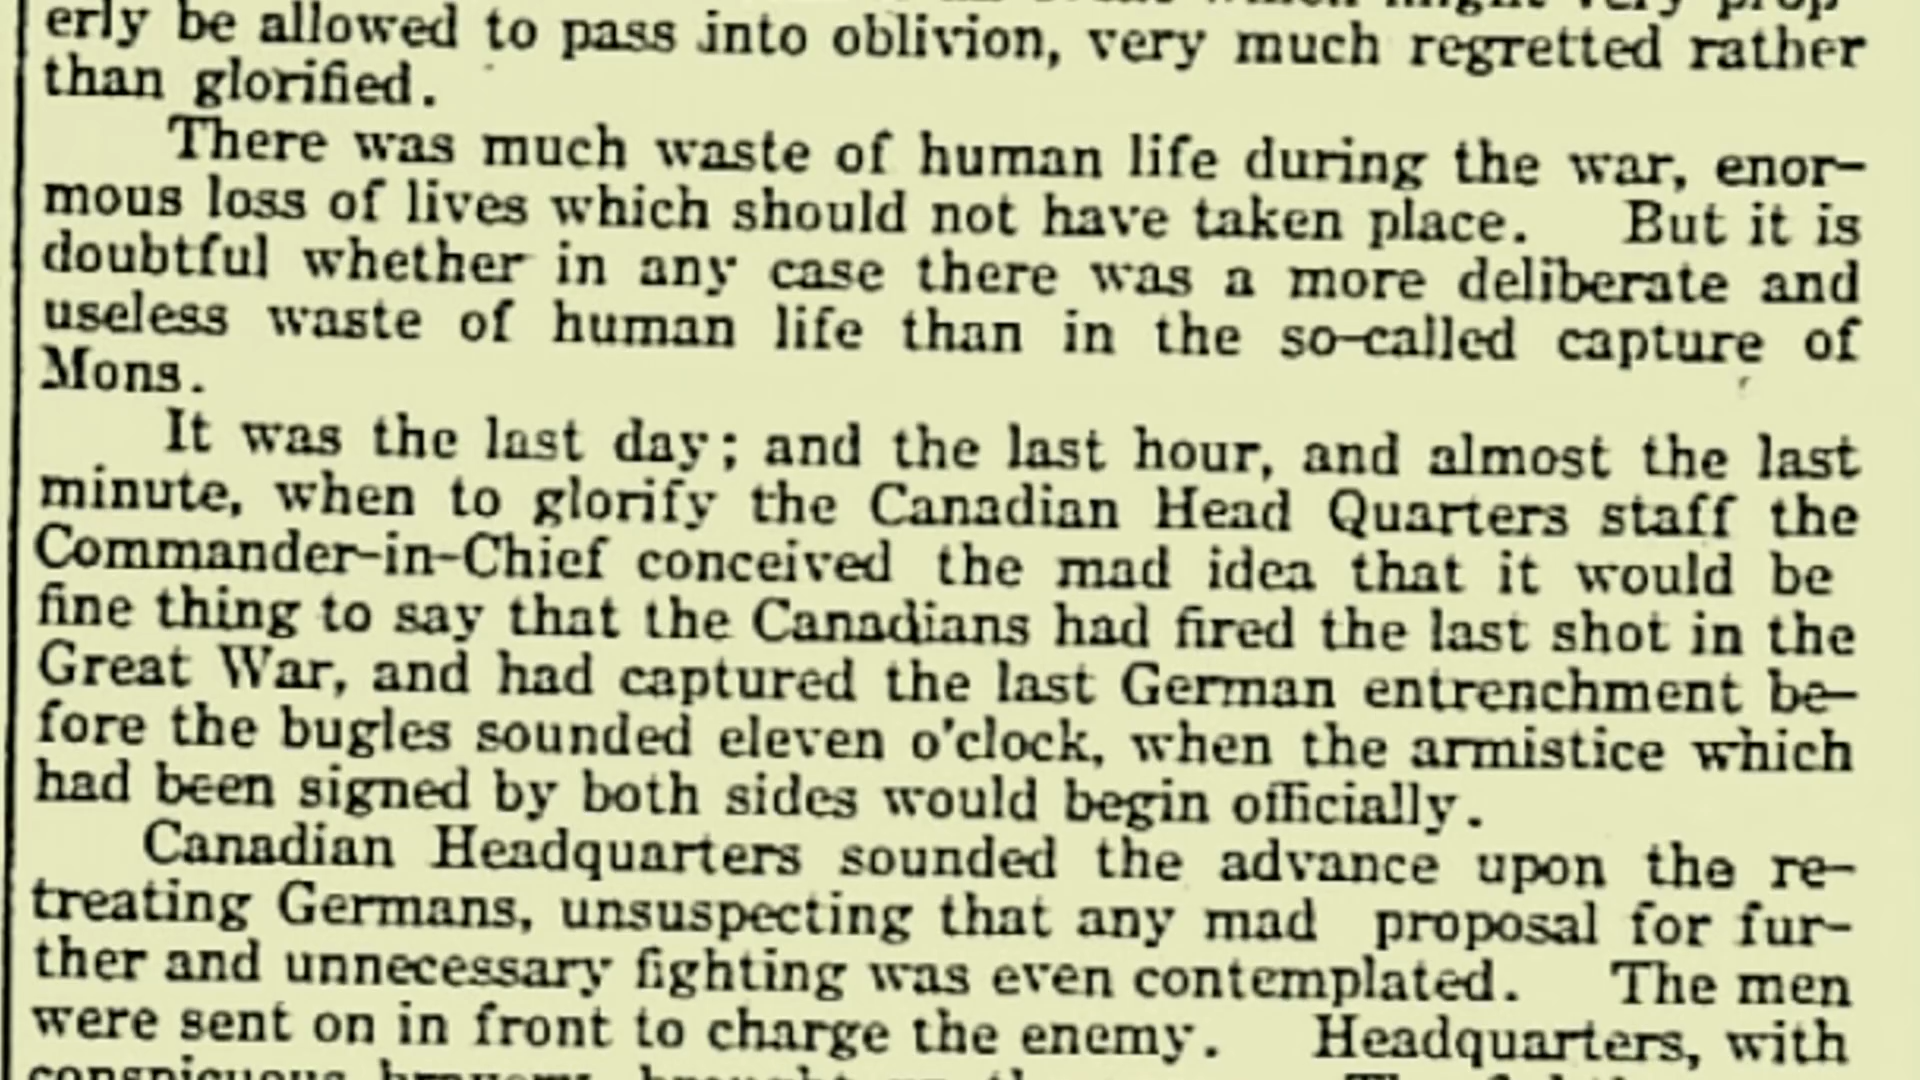 which might very prop-
erly be allowed to pass into oblivion, very much regretted rather
than glorified.
There was much waste of human life during the war, enor-
mous loss of lives which should not have taken place. But it is
doubtful whether in any case there was a more deliberate and
useless waste of human life than in the so-called capture of
Mons.
It was the last day; and the last hour, and almost the last
minute, when to glorify the Canadian Head Quarters staff the
Commander-in-Chief conceived the mad idea that it would be
fine thing to say that the Canadians had fired the last shot in the
Great War, and had captured the last German entrenchment be-
fore the bugles sounded eleven o'clock, when the armistice which
had been signed by both sides would begin officially.
Canadian Headquarters sounded the advance upon the re-
treating Germans, unsuspecting that any mad proposal for fur-
ther and unnecessary fighting was even contemplated. The men
were sent on in front to charge the enemy. Headquarters, with
conspicuous bravery, brought up the